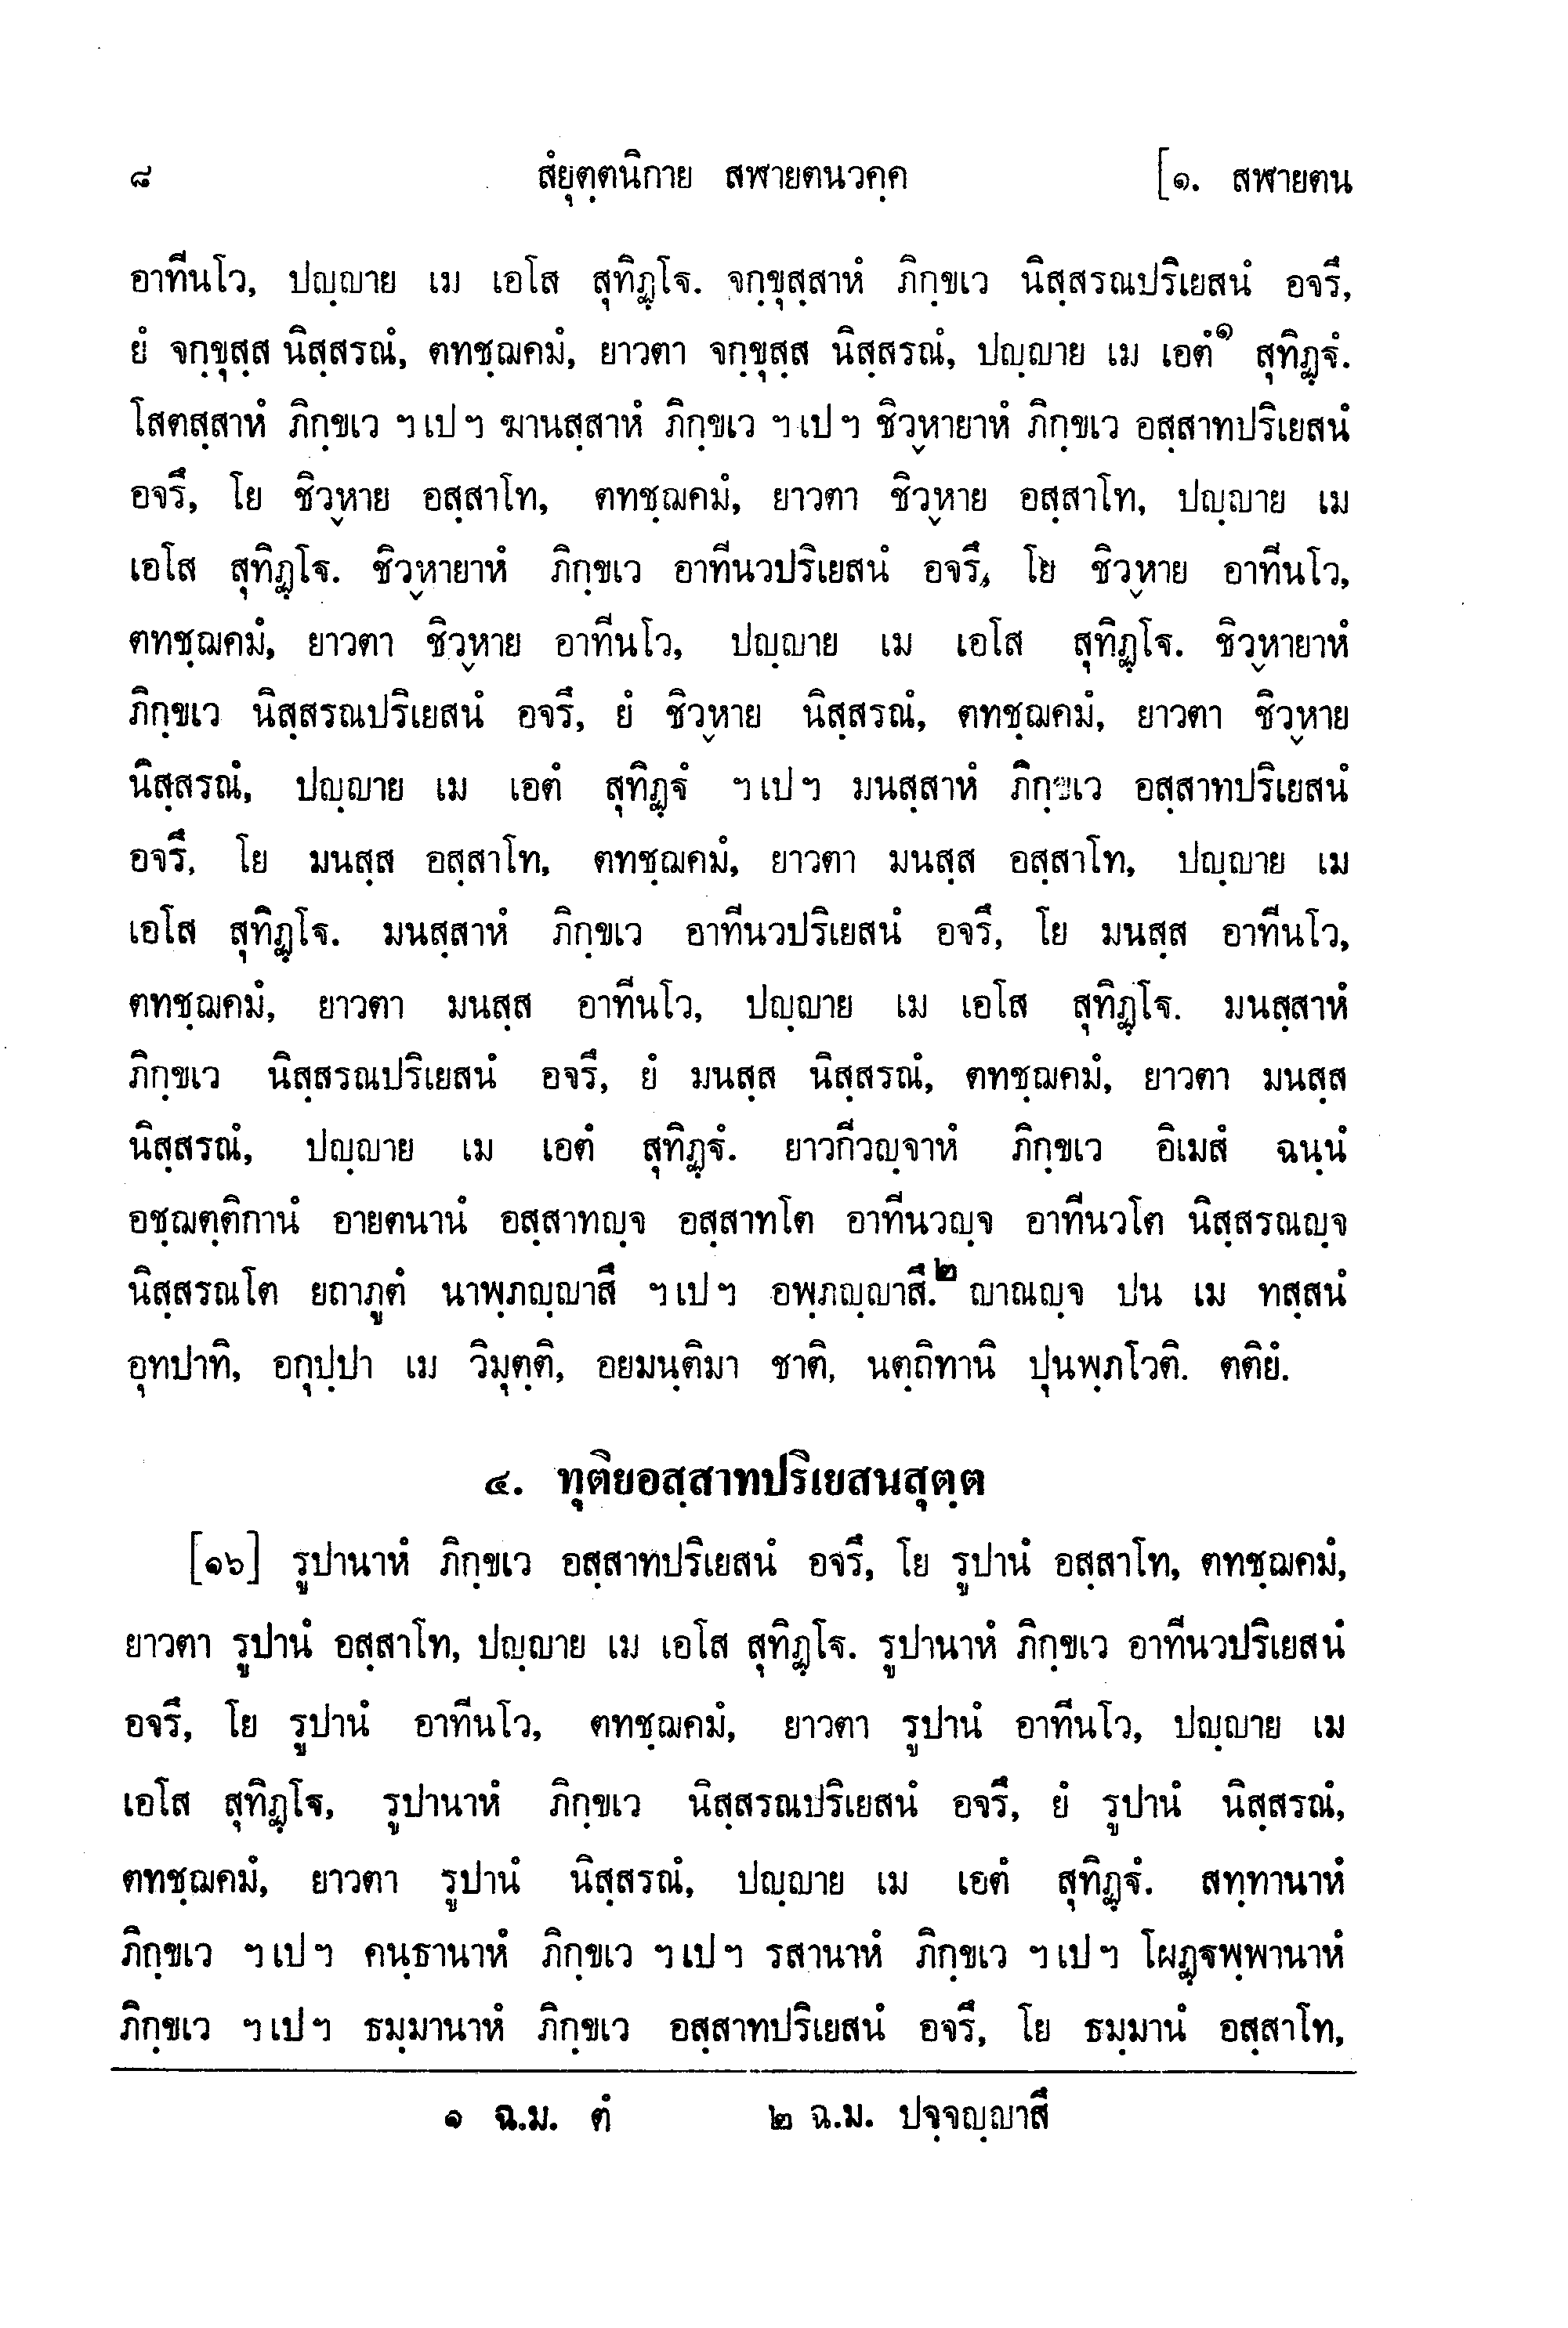 ๘ สํยุตฺตนิกาย สฬายตนวคฺค [๑. สฬายตน
อาทีนโว, ปญฺญาย เม เอโส สุทิฏฺโฐ. จกฺขุสฺสาหํ ภิกฺขเว นิสฺสรณปริเยสนํ อจรึ,
ยํ จกฺขุสฺส นิสฺสรณํ, ตทชฺฌคมํ, ยาวตา จกฺขุสฺส นิสฺสรณํ, ปญฺญาย เม เอตํ๑ สุทิฏฺฐํ.
โสตสฺสาหํ ภิกฺขเว ฯ เป ฯ ฆานสฺสาหํ ภิกฺขเว ฯ เป ฯ ชิวฺหายาหํ ภิกฺขเว อสฺสาทปริเยสนํ
อจรึ, โย ชิวฺหาย อสฺสาโท, ตทชฺฌคมํ, ยาวตา ชิวฺหาย อสฺสาโท, ปญฺญาย เม
เอโส สุทิฏฺโฐ. ชิวฺหายาหํ ภิกฺขเว อาทีนวปริเยสนํ อจรึ, โย ชิวฺหาย อาทีนโว,
ตทชฺฌคมํ, ยาวตา ชิวฺหาย อาทีนโว, ปญฺญาย เม เอโส สุทิฏฺโฐ. ชิวฺหายาหํ
ภิกฺขเว นิสฺสรณปริเยสนํ อจรึ, ยํ ชิวฺหาย นิสฺสรณํ, ตทชฺฌคมํ, ยาวตา ชิวฺหาย
นิสฺสรณํ, ปญฺญาย เม เอตํ สุทิฏฺฐํ ฯ เป ฯ มนสฺสาหํ ภิกฺขเว อสฺสาทปริเยสนํ
อจรึ, โย มนสฺส อสฺสาโท, ตทชฺฌคมํ, ยาวตา มนสฺส อสฺสาโท, ปญฺญาย เม
เอโส สุทิฏฺโฐ. มนสฺสาหํ ภิกฺขเว อาทีนวปริเยสนํ อจรึ, โย มนสฺส อาทีนโว,
ตทชฺฌคมํ, ยาวตา มนสฺส อาทีนโว, ปญฺญาย เม เอโส สุทิฏฺโฐ. มนสฺสาหํ
ภิกฺขเว นิสฺสรณปริเยสนํ อจรึ, ยํ มนสฺส นิสฺสรณํ, ตทชฺฌคมํ, ยาวตา มนสฺส
นิสฺสรณํ, ปญฺญาย เม เอตํ สุทิฏฺฐํ. ยาวกีวญฺจาหํ ภิกฺขเว อิเมสํ ฉนฺนํ
อชฺฌตฺติกานํ อายตนานํ อสฺสาทญฺจ อสฺสาทโต อาทีนวญฺจ อาทีนวโต นิสฺสรณญฺจ
นิสฺสรณโต ยถาภูตํ นาพฺภญฺญาสึ ฯ เป ฯ อพฺภญฺญาสึ.๒ ญาณญฺจ ปน เม ทสฺสนํ
อุทปาทิ, อกุปฺปา เม วิมุตฺติ, อยมนฺติมา ชาติ, นตฺถิทานิ ปุนพฺภโวติ. ตติยํ.
๔. ทุติยอสฺสาทปริเยสนสุตฺต
[๑๖] รูปานาหํ ภิกฺขเว อสฺสาทปริเยสนํ อจรึ, โย รูปานํ อสฺสาโท, ตทชฺฌคมํ,
ยาวตา รูปานํ อสฺสาโท, ปญฺญาย เม เอโส สุทิฏฺโฐ. รูปานาหํ ภิกฺขเว อาทีนวปริเยสนํ
อจรึ, โย รูปานํ อาทีนโว, ตทชฺฌคมํ, ยาวตา รูปานํ อาทีนโว, ปญฺญาย เม
เอโส สุทิฏฺโฐ, รูปานาหํ ภิกฺขเว นิสฺสรณปริเยสนํ อจรึ, ยํ รูปานํ นิสฺสรณํ,
ตทชฺฌคมํ, ยาวตา รูปานํ นิสฺสรณํ, ปญฺญาย เม เอตํ สุทิฏฺฐํ. สทฺทานาหํ
ภิกฺขเว ฯ เป ฯ คนฺธานาหํ ภิกฺขเว ฯ เป ฯ รสานาหํ ภิกฺขเว ฯ เป ฯ โผฏฺฐพฺพานาหํ
ภิกฺขเว ฯ เป ฯ ธมฺมานาหํ ภิกฺขเว อสฺสาทปริเยสนํ อจรึ, โย ธมฺมานํ อสฺสาโท,
๑ ฉ.ม. ตํ ๒ ฉ.ม. ปจฺจญฺญาสึ